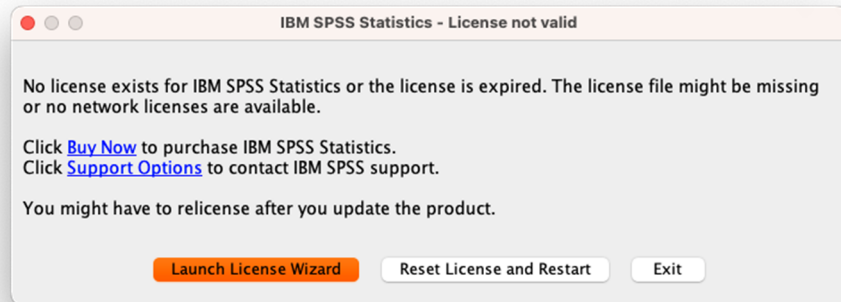 IBM SPSS Statistics - License not valid
No license exists for IBM SPSS Statistics or the license is expired. The license file might be missing
or no network licenses are available.
Click Buy Now to purchase IBM SPSS Statistics.
Click Support Options to contact IBM SPSS support.
You might have to relicense after you update the product.
Launch License Wizard Reset License and Restart Exit